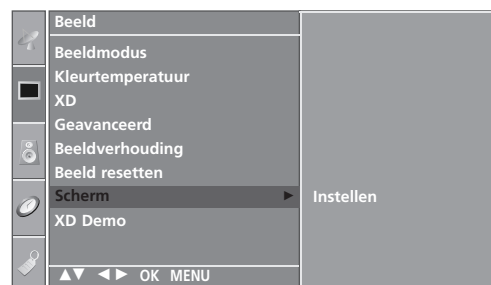 Beeld
Beeldmodus
Kleurtemperatuur
XD
Geavanceerd
Beeldverhouding
Beeld resetten
Scherm ► Instellen
XD Demo
▲▼ ◄► OK MENU